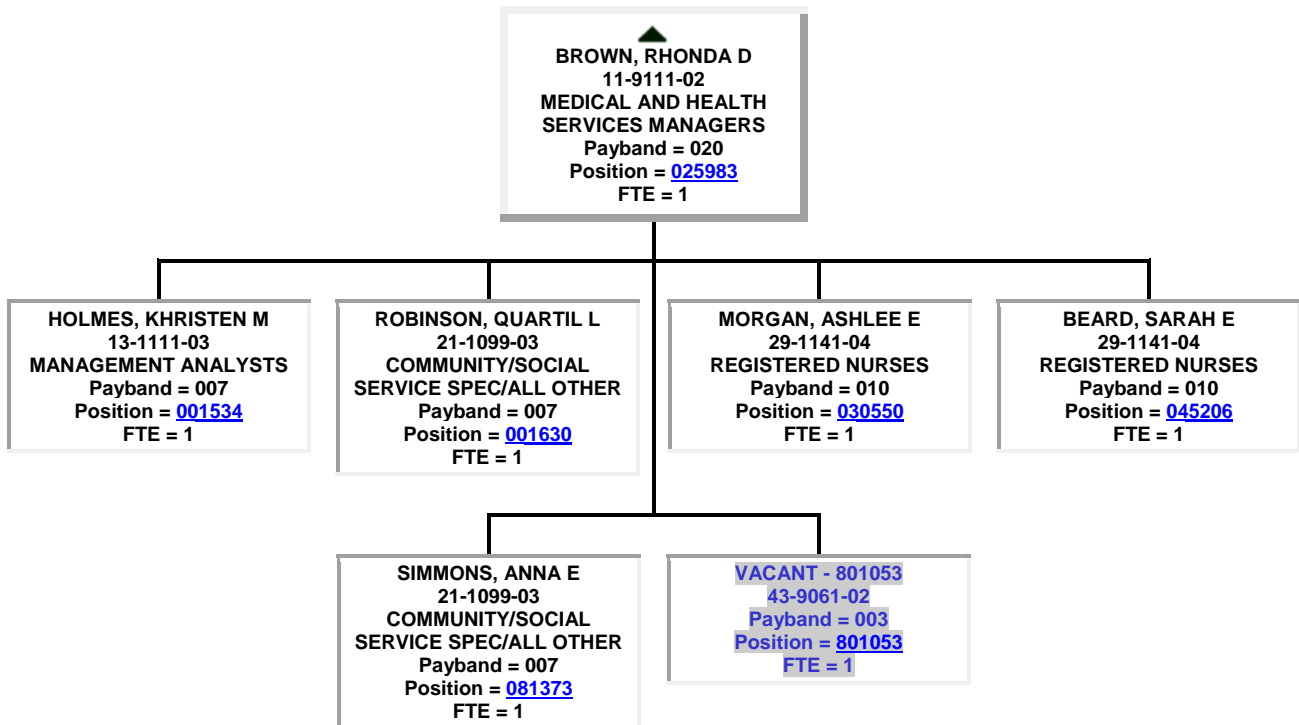 BROWN, RHONDA D
11-9111-02
MEDICAL AND HEALTH
SERVICES MANAGERS
Payband = 020
Position = 025983
FTE = 1
HOLMES, KHRISTEN M
13-1111-03
MANAGEMENT ANALYSTS
Payband = 007
Position = 001534
FTE = 1
ROBINSON, QUARTIL L
21-1099-03
COMMUNITY/SOCIAL
SERVICE SPEC/ALL OTHER
Payband = 007
Position = 001630
FTE = 1
MORGAN, ASHLEE E
29-1141-04
REGISTERED NURSES
Payband = 010
Position = 030550
FTE = 1
BEARD, SARAH E
29-1141-04
REGISTERED NURSES
Payband = 010
Position = 045206
FTE = 1
SIMMONS, ANNA E
21-1099-03
COMMUNITY/SOCIAL
SERVICE SPEC/ALL OTHER
Payband = 007
Position = 081373
FTE = 1
VACANT - 801053
43-9061-02
Payband = 003
Position = 801053
FTE = 1